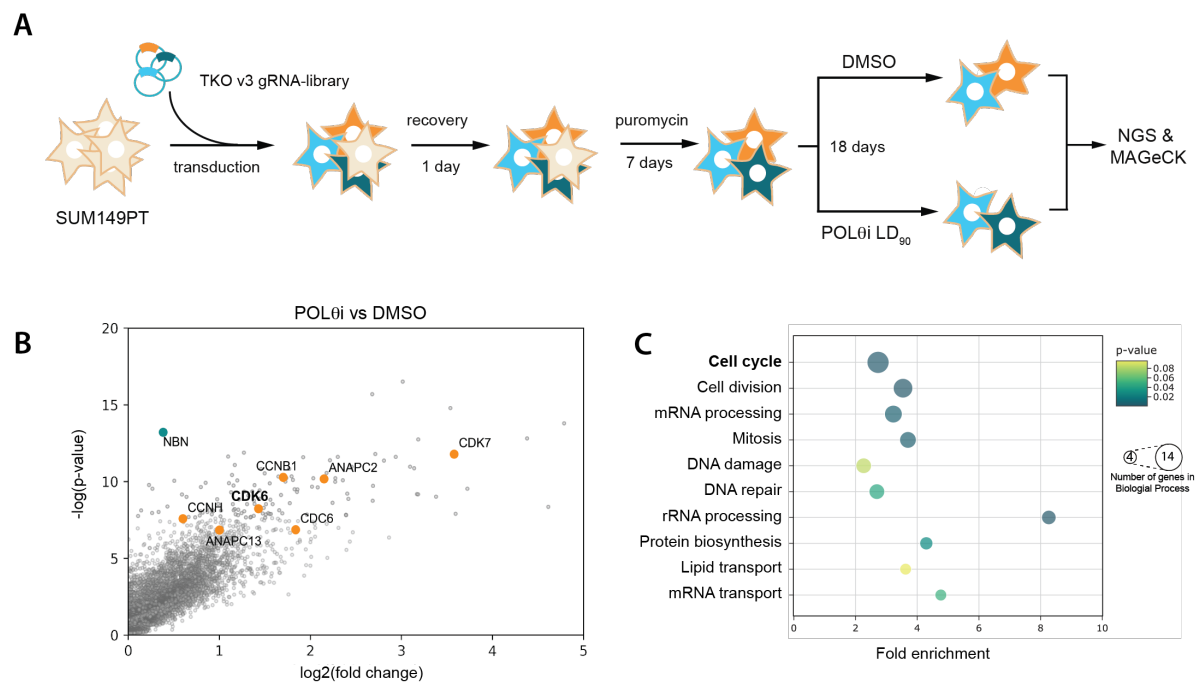 A
TKO v3 gRNA-library
transduction
SUM149PT
recovery
1 day
puromycin
7 days
DMSO
18 days
POLθi LD90
NGS &
MAGeCK
B
POLθi vs DMSO
20
15
10
5
0
-log(p-value)
NBN
CDK7
CCNB1
ANAPC2
CDK6
CCNH
CDC6
ANAPC13
0
1
2
3
4
5
log2(fold change)
C
Cell cycle
Cell division
mRNA processing
Mitosis
DNA damage
DNA repair
rRNA processing
Protein biosynthesis
Lipid transport
mRNA transport
0
2
4
6
8
10
Fold enrichment
p-value
0.08
0.04
0.02
4
14
Number of genes in
Biologial Process